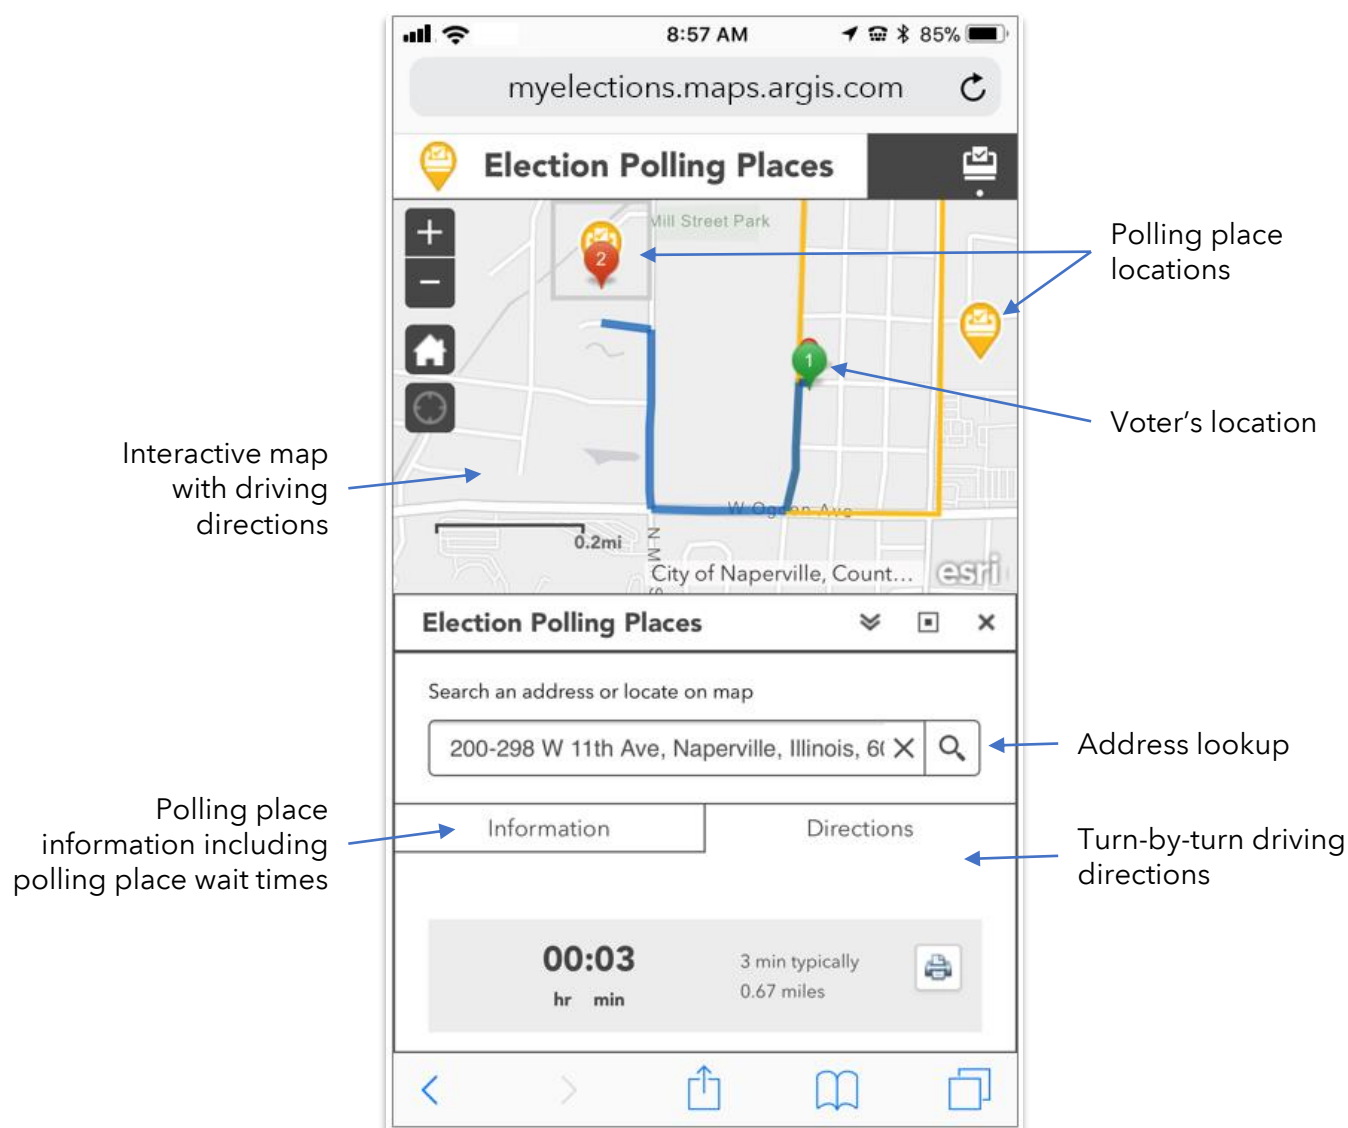 8:57 AM
85%
myelections.maps.argis.com
Election Polling Places
+
Mill Street Park
2
−
1
W Ogden Ave
0.2mi
N M
S
City of Naperville, Count...
esri
Election Polling Places
Search an address or locate on map
200-298 W 11th Ave, Naperville, Illinois, 6
Information
Directions
00:03
hr min
3 min typically
0.67 miles
Polling place
locations
Voter's location
Interactive map
with driving
directions
Address lookup
Polling place
information including
polling place wait times
Turn-by-turn driving
directions